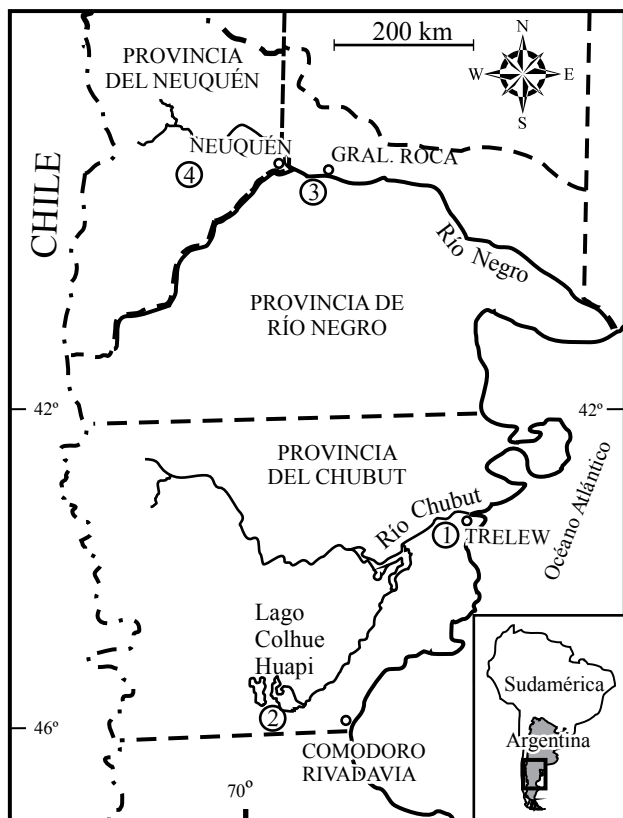 200 km
N
W E
S
PROVINCIA
DEL NEUQUÉN
NEUQUÉN
GRAL. ROCA
4
3
CHILE
Río Negro
PROVINCIA DE
RÍO NEGRO
42º 42º
PROVINCIA
DEL CHUBUT
Río Chubut
1
TRELEW
Océano Atlántico
Lago
Colhue
Huapi
2
46º
COMODORO
RIVADAVIA
70º
Sudamérica
Argentina